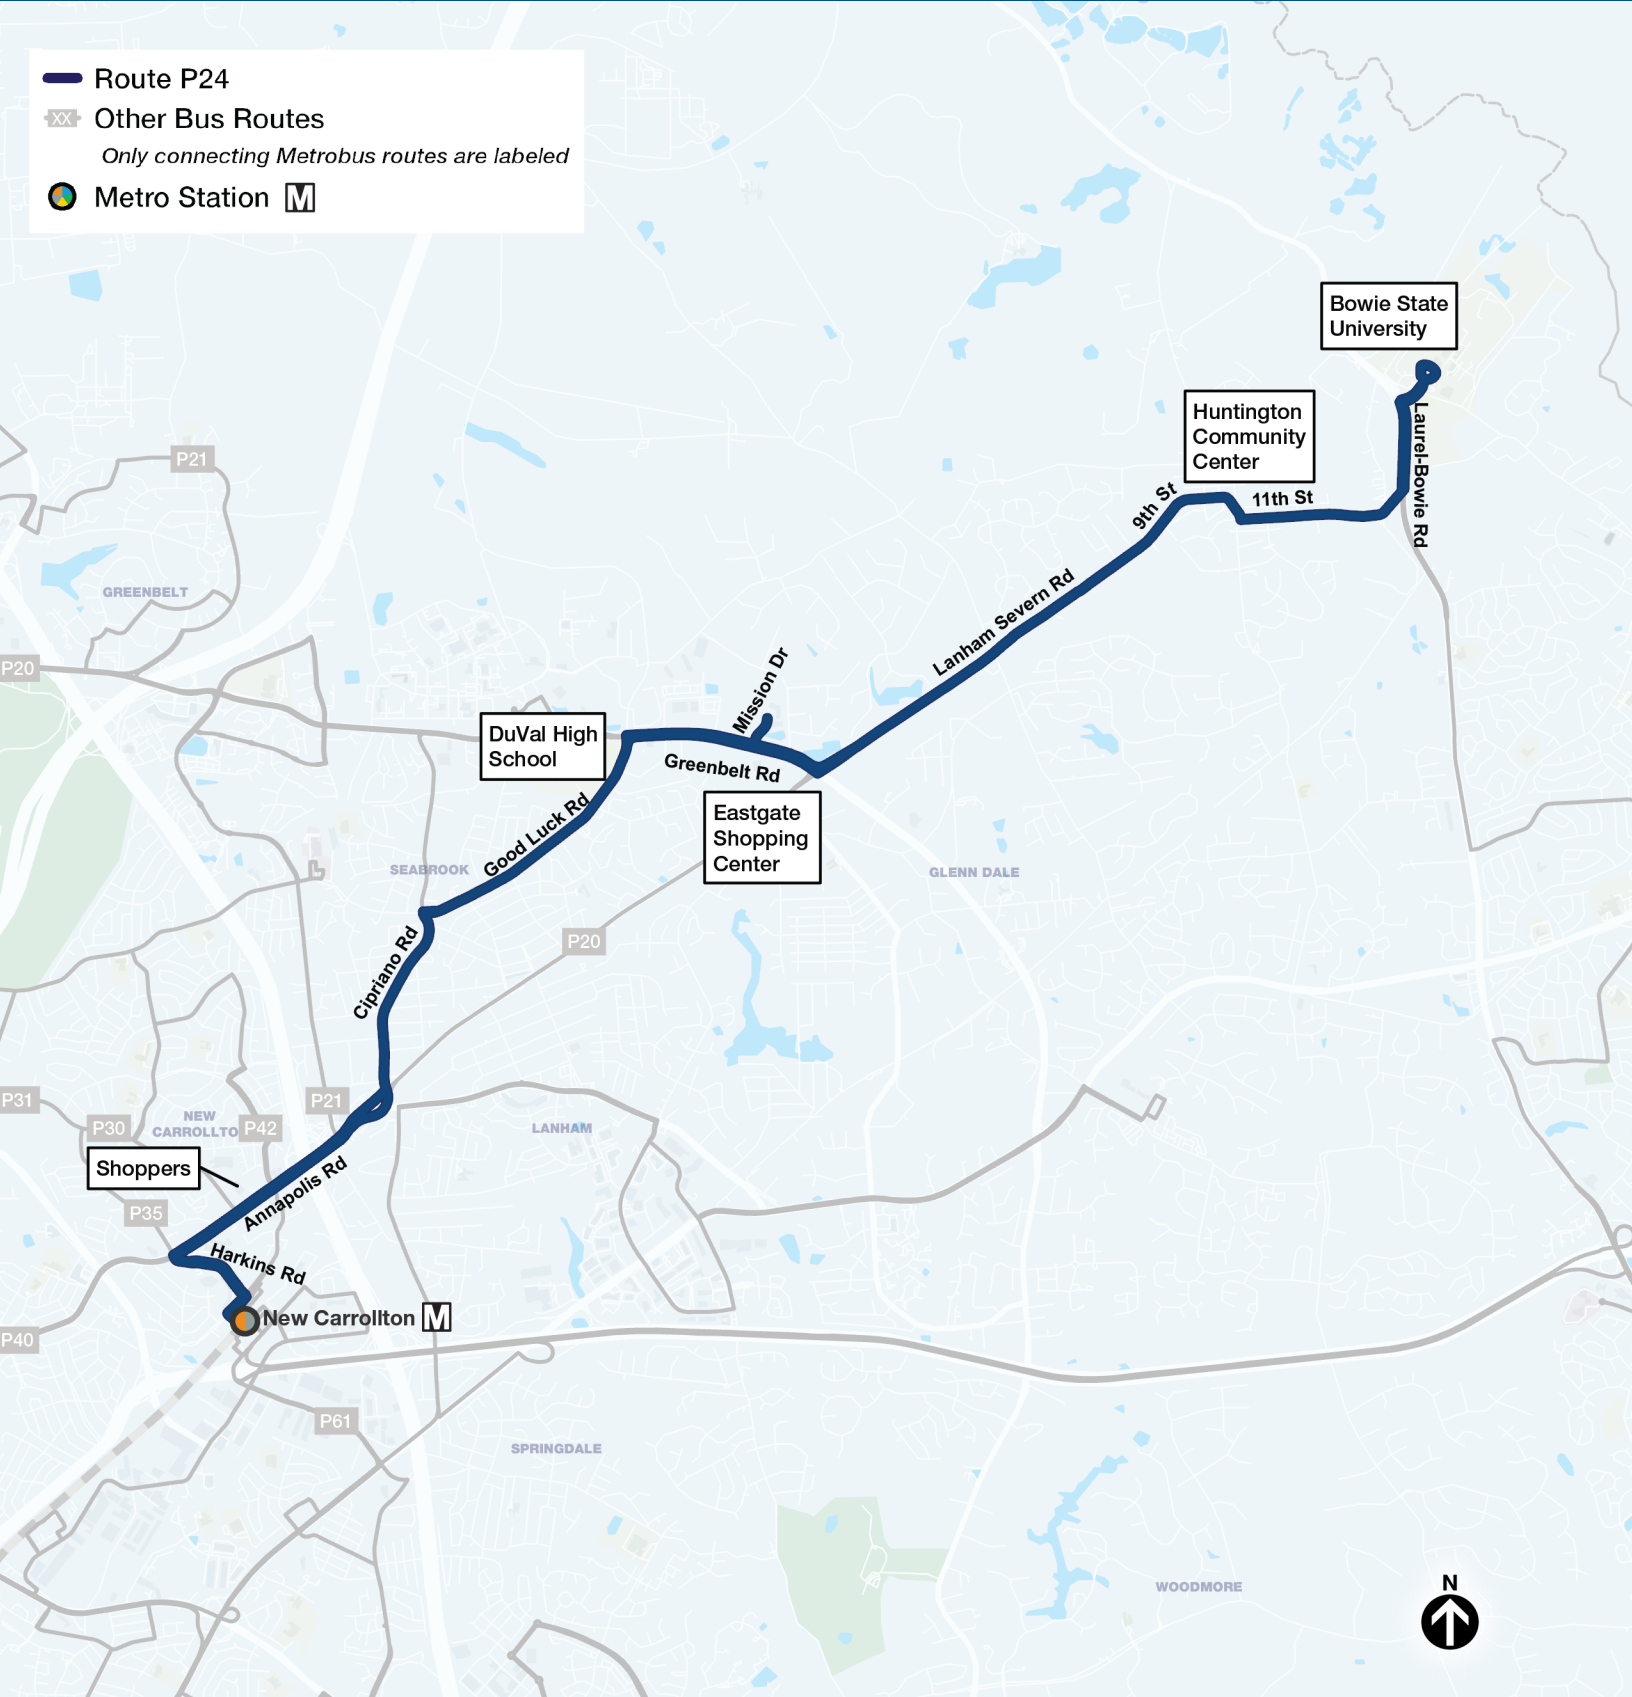 Route P24
XX
Other Bus Routes
Only connecting Metrobus routes are labeled
Metro Station M
Bowie State
University
Laurel-Bowie Rd
Huntington
Community
Center
11th St
9th St
P21
GREENBELT
P20
Lanham Severn Rd
Mission Dr
DuVal High
School
Greenbelt Rd
Eastgate
Shopping
Center
Good Luck Rd
SEABROOK
GLENN DALE
P20
Cipriano Rd
P31
P30
NEW
CARROLLTO
P42
P21
LANHAM
Shoppers
Annapolis Rd
P35
Harkins Rd
New Carrollton M
P40
P61
SPRINGDALE
WOODMORE
N